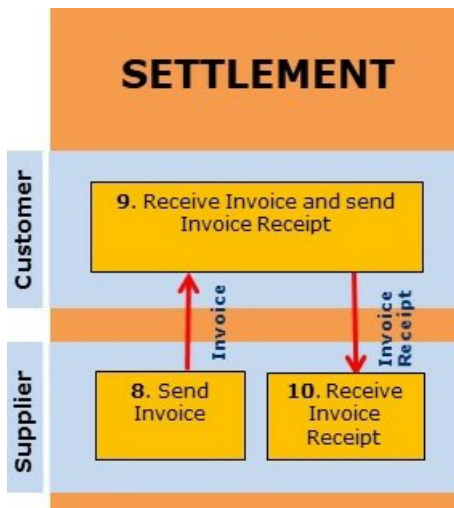 SETTLEMENT
Customer
9. Receive Invoice and send
Invoice Receipt
Invoice
Invoice
Receipt
Supplier
8. Send
Invoice
10. Receive
Invoice
Receipt